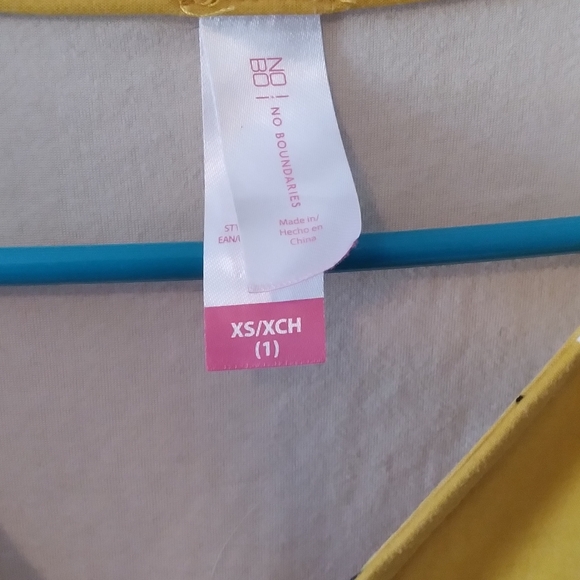 NO!
BO!
NO BOUNDARIES
Made in/
Hecho en
China
XS/XCH
(1)